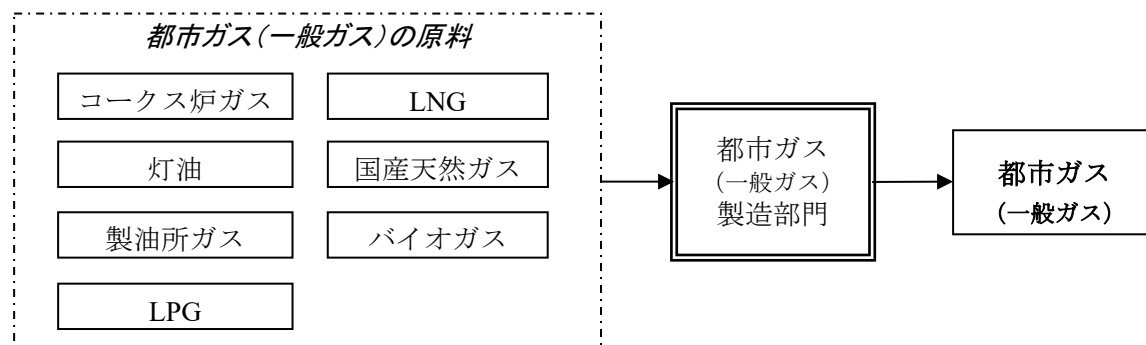 都市ガス(一般ガス)の原料
コークス炉ガス
LNG
灯油
国産天然ガス
製油所ガス
バイオガス
LPG
都市ガス
(一般ガス)
製造部門
都市ガス
(一般ガス)